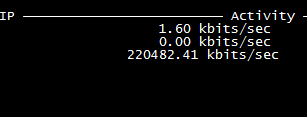 IP Activity
1.60 kbits/sec
0.00 kbits/sec
220482.41 kbits/sec